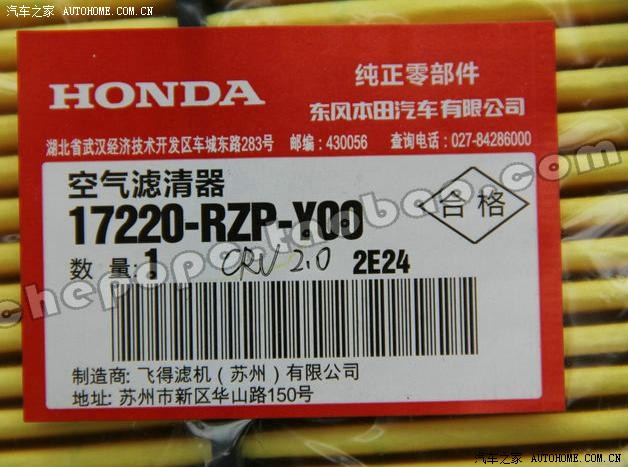 汽车之家 AUTOHOME.COM.CN
HONDA
纯正零部件
东风本田汽车有限公司
湖北省武汉经济技术开发区车城东路283号 邮编:430056 查询电话:027-84286000
空气滤清器
17220-RZP-Y00
合格
数 量: 1 CRV 2.0 2E24
chepopo.taobao.com
制造商: 飞得滤机(苏州)有限公司
地址: 苏州市新区华山路150号
汽车之家 AUTOHOME.COM.CN